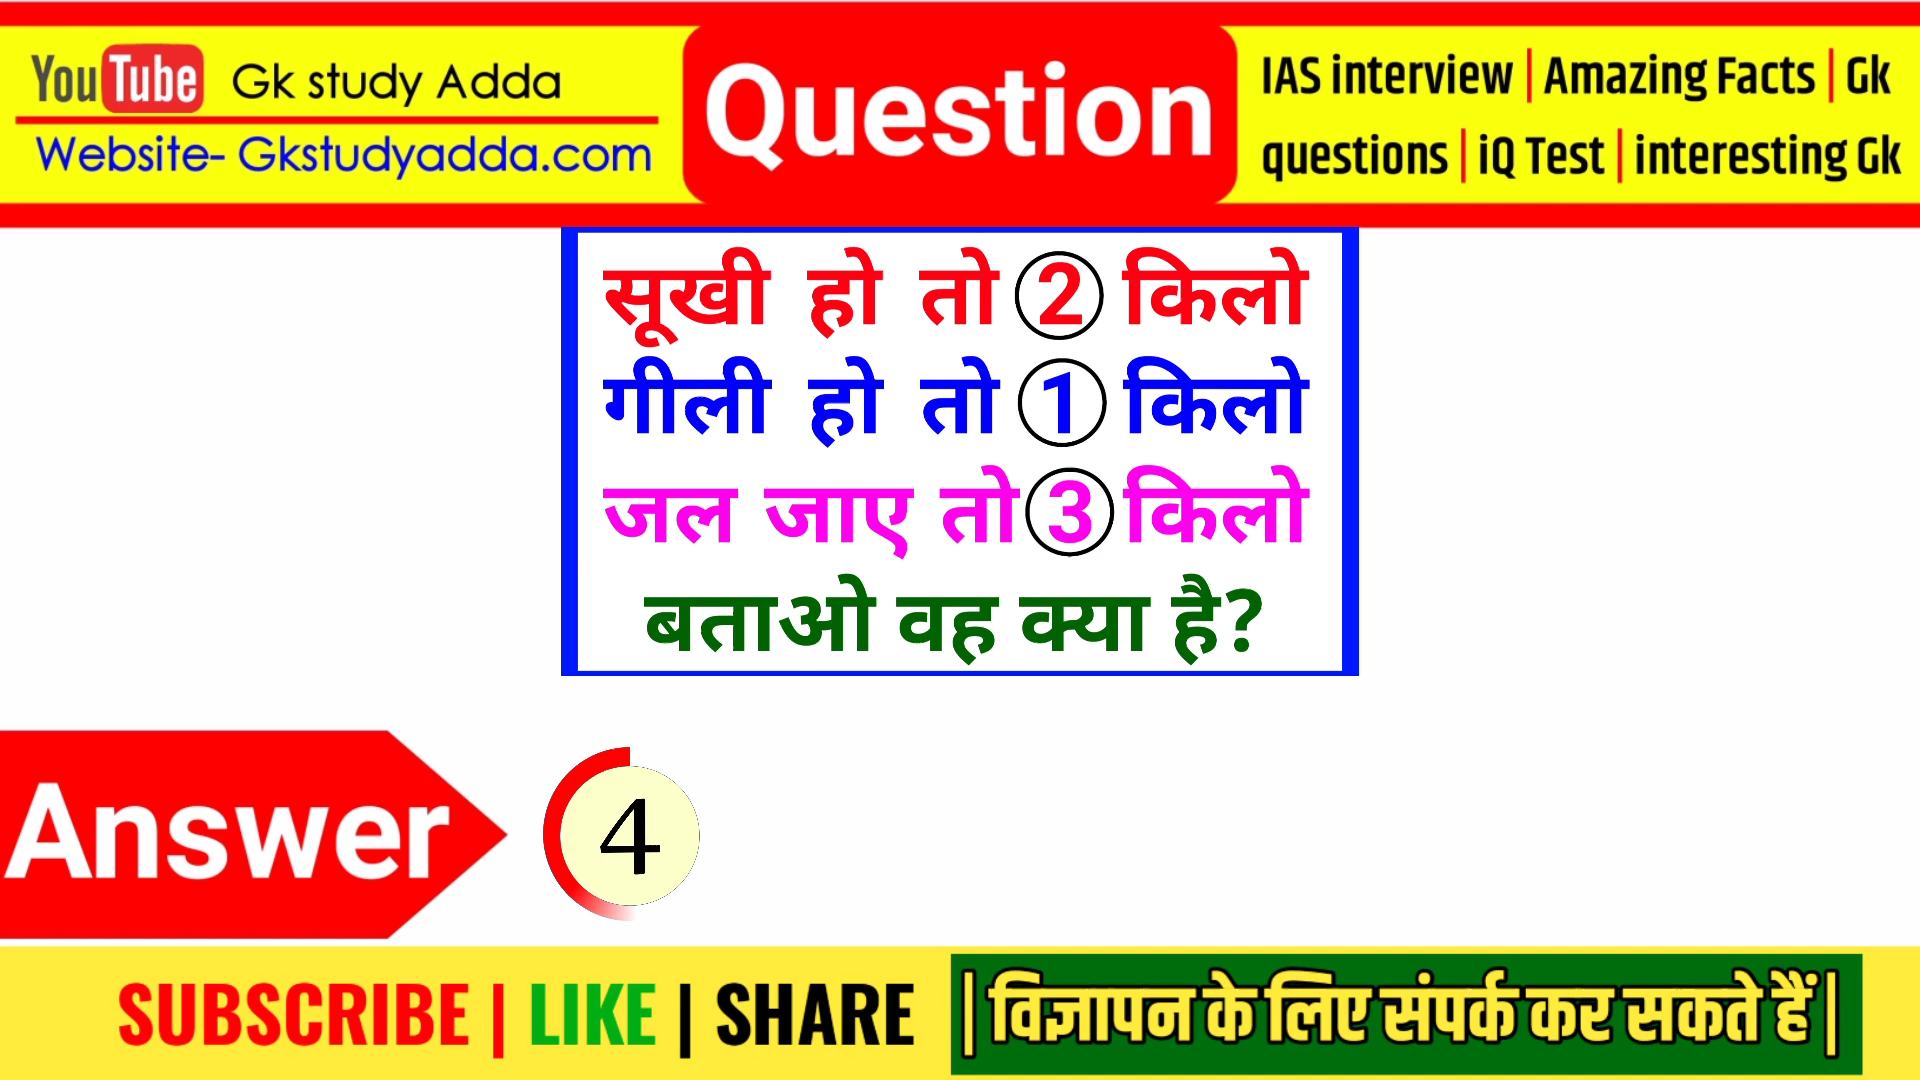 YouTube Gk study Adda
Website- Gkstudyadda.com
Question
IAS interview | Amazing Facts | Gk
questions | iQ Test | interesting Gk
सूखी हो तो 2 किलो
गीली हो तो 1 किलो
जल जाए तो 3 किलो
बताओ वह क्या है?
Answer
4
SUBSCRIBE | LIKE | SHARE
| विज्ञापन के लिए संपर्क कर सकते हैं |